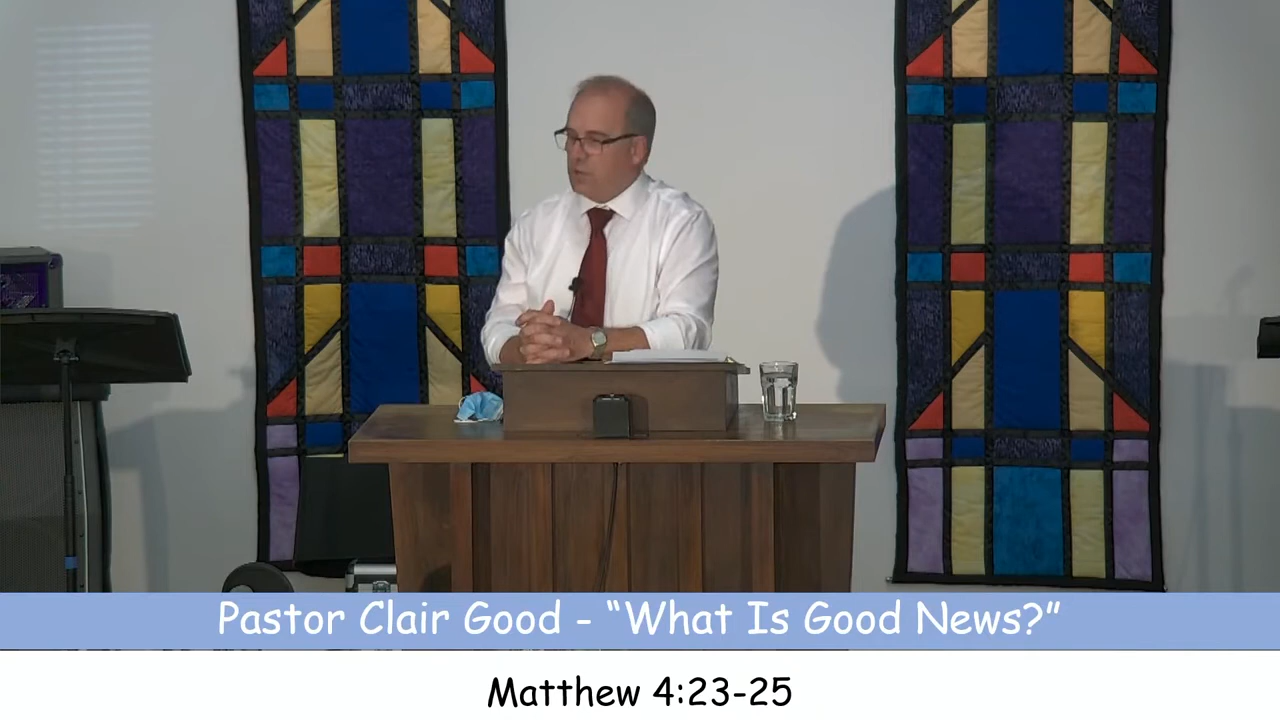 Pastor Clair Good - “What Is Good News?”
Matthew 4:23-25